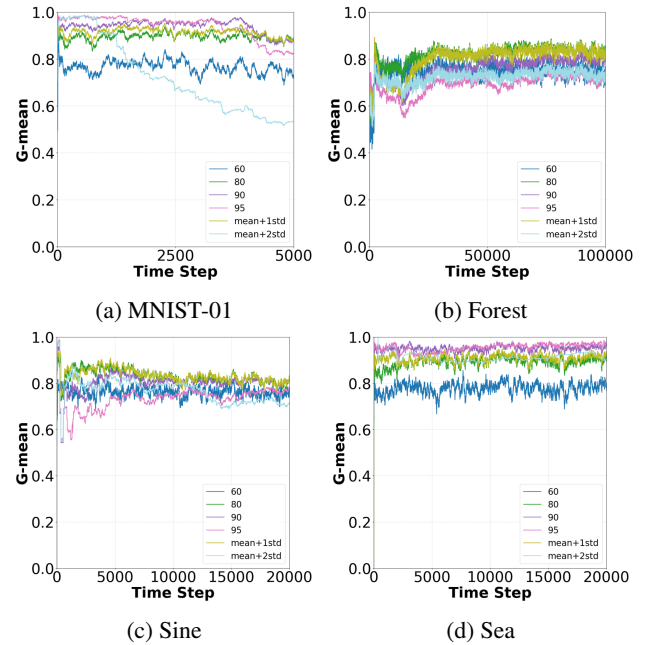 G-mean
1.0
0.8
0.6
0.4
0.2
0.0
60
80
90
95
mean+1std
mean+2std
0 2500 5000
Time Step
(a) MNIST-01
G-mean
1.0
0.8
0.6
0.4
0.2
0.0
60
80
90
95
mean+1std
mean+2std
0 50000 100000
Time Step
(b) Forest
G-mean
1.0
0.8
0.6
0.4
0.2
0.0
60
80
90
95
mean+1std
mean+2std
0 5000 10000 15000 20000
Time Step
(c) Sine
G-mean
1.0
0.8
0.6
0.4
0.2
0.0
60
80
90
95
mean+1std
mean+2std
0 5000 10000 15000 20000
Time Step
(d) Sea